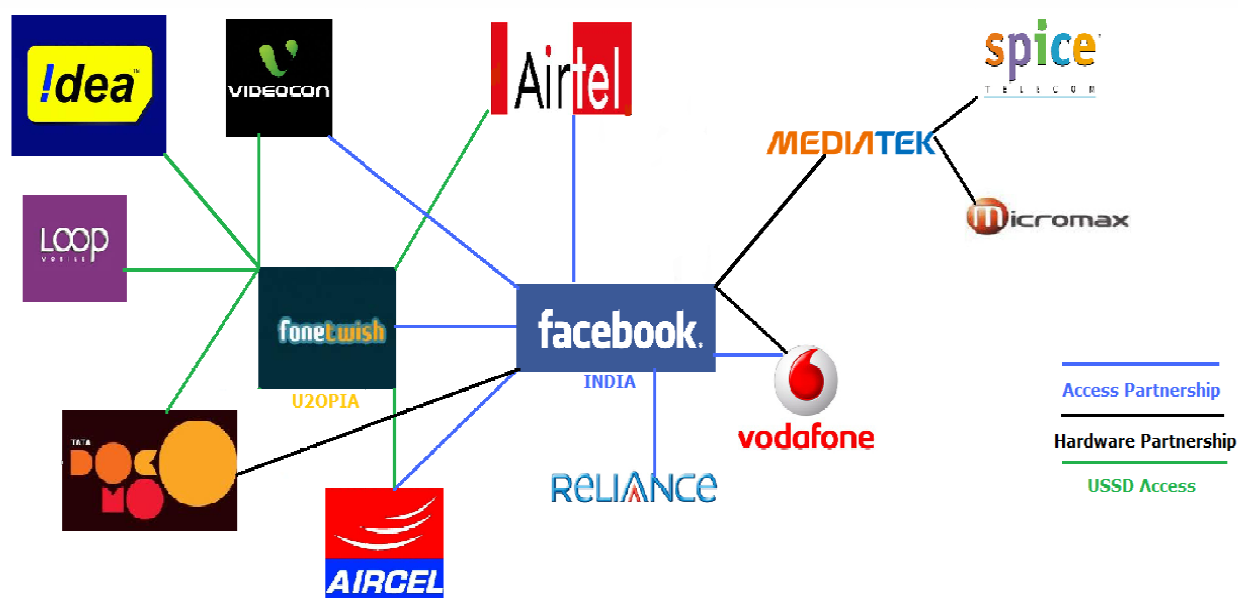 !dea
VIDEOCON
Airtel
spice
TELECOM
MEDIATEK
LOOP
MOBILE
micromax
fonetwish
facebook.
INDIA
U2OPIA
vodafone
Access Partnership
Hardware Partnership
USSD Access
TATA
DOCOMO
RELIANCE
AIRCEL